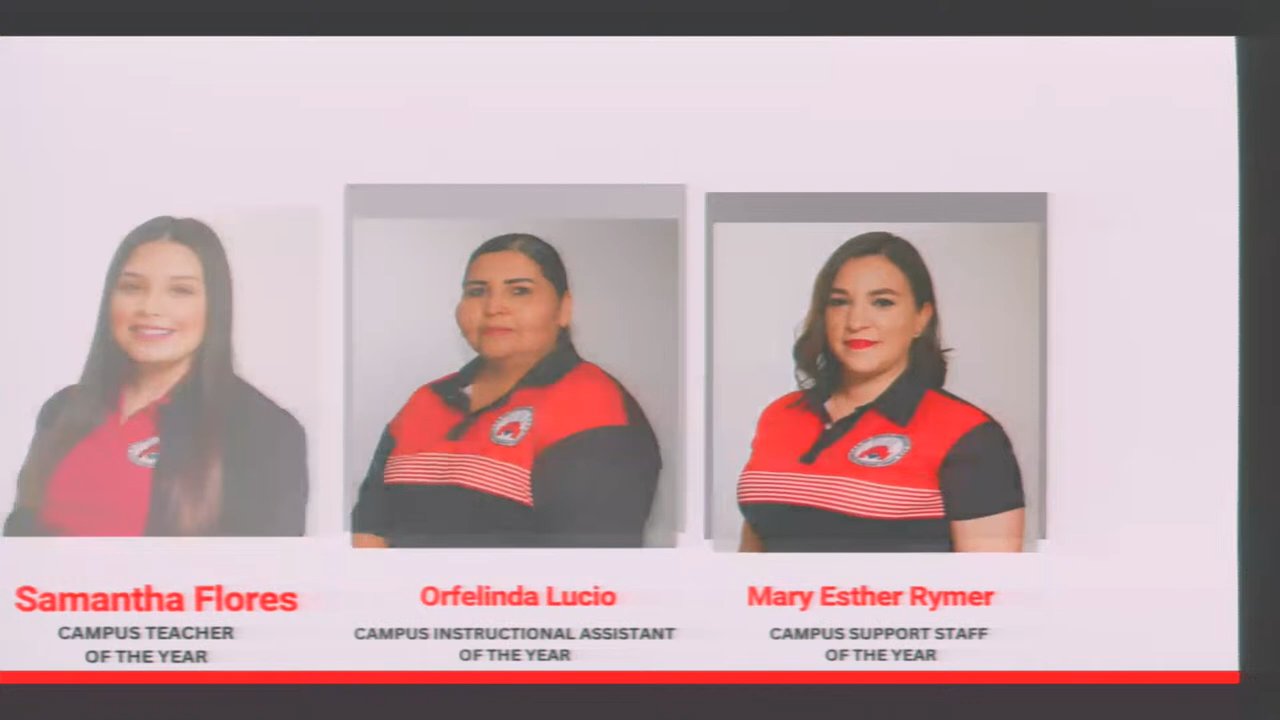 Samantha Flores
CAMPUS TEACHER
OF THE YEAR
Orfelinda Lucio
CAMPUS INSTRUCTIONAL ASSISTANT
OF THE YEAR
Mary Esther Rymer
CAMPUS SUPPORT STAFF
OF THE YEAR